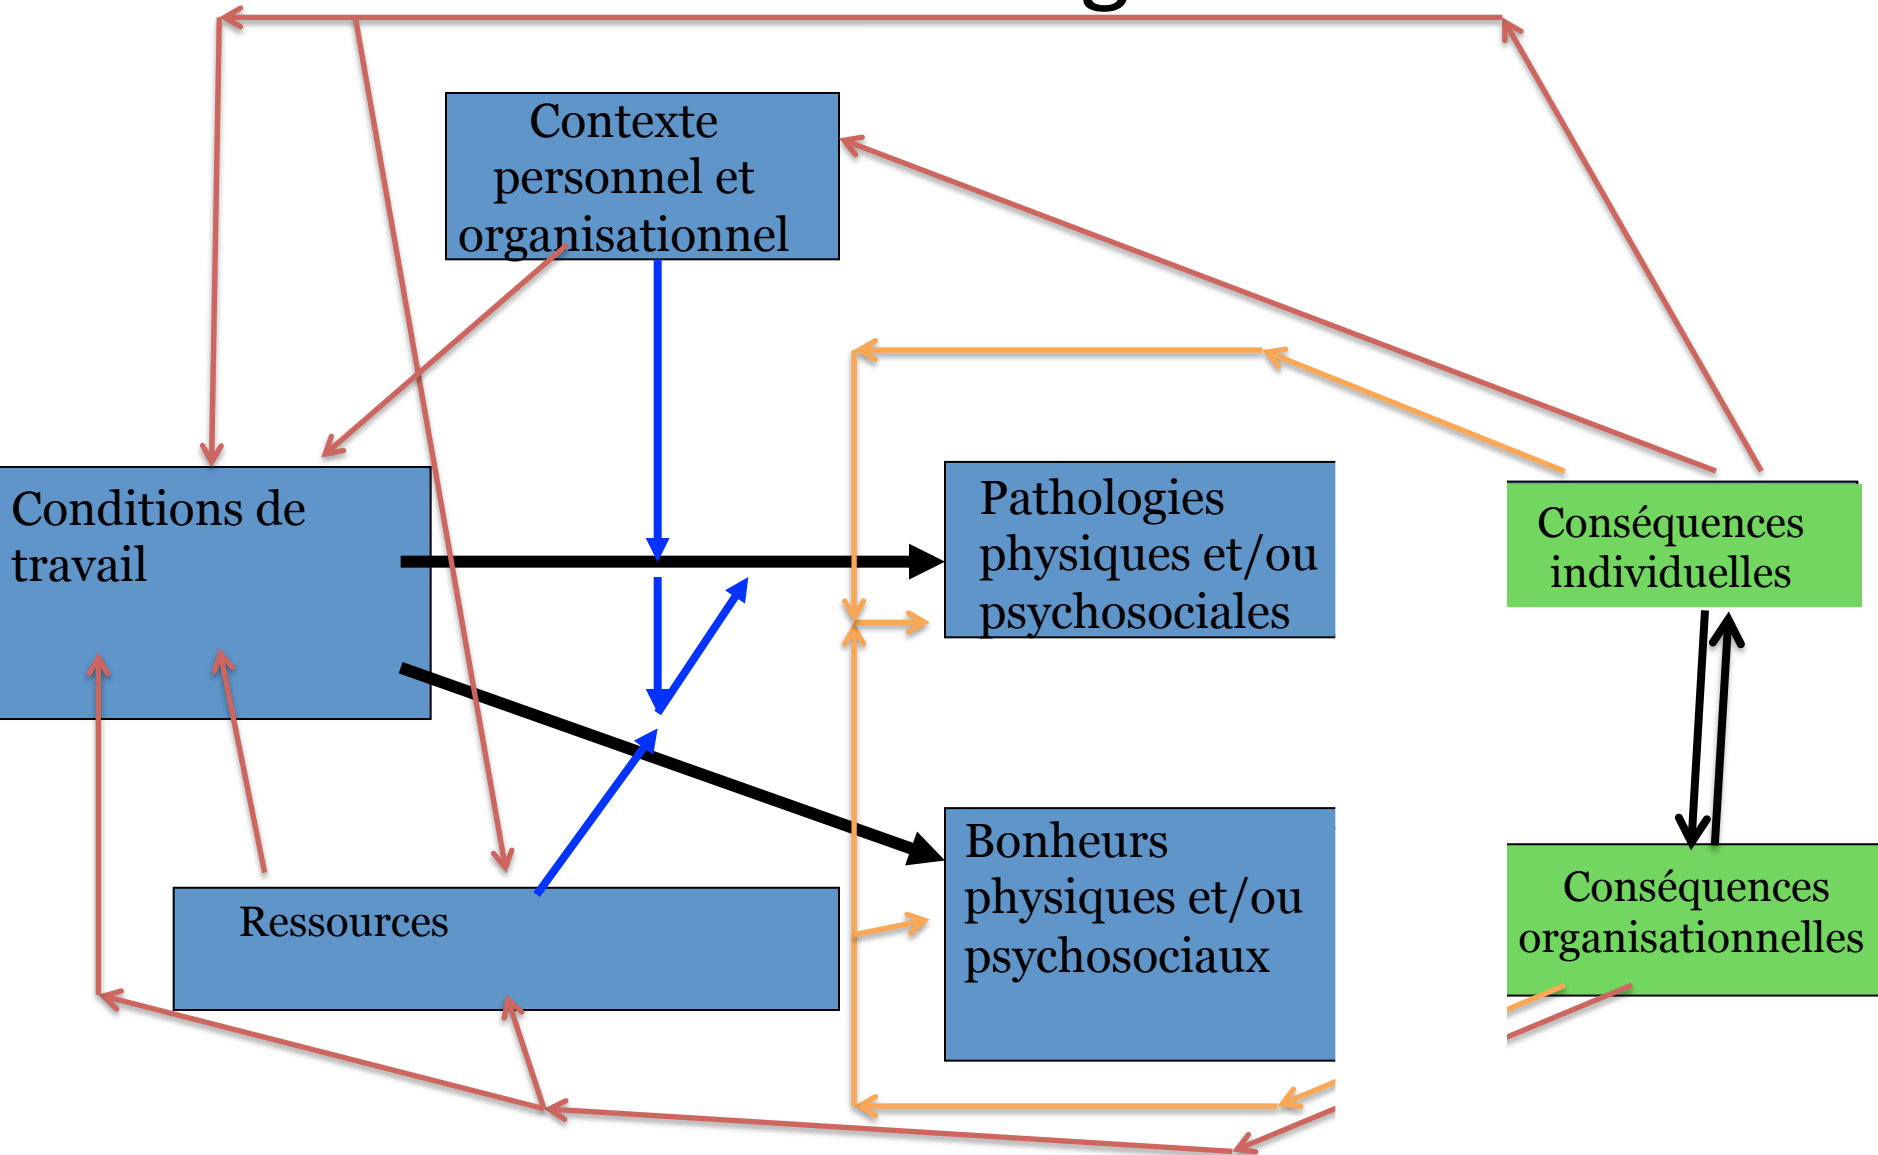 Contexte
personnel et
organisationnel
Conditions de
travail
Pathologies
physiques et/ou
psychosociales
Conséquences
individuelles
Ressources
Bonheurs
physiques et/ou
psychosociaux
Conséquences
organisationnelles